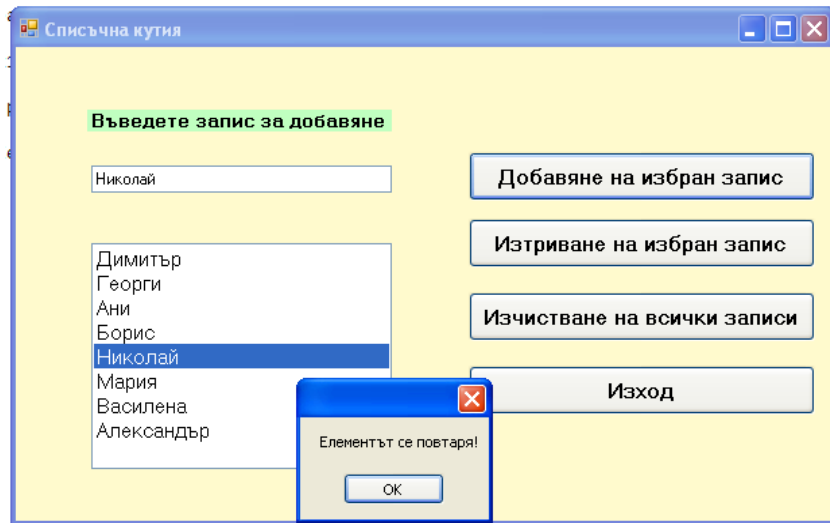 Списъчна кутия
Въведете запис за добавяне
Николай
Добавяне на избран запис
Изтриване на избран запис
Изчистване на всички записи
Изход
Димитър
Георги
Ани
Борис
Николай
Мария
Василена
Александър
Елементът се повтаря!
OK